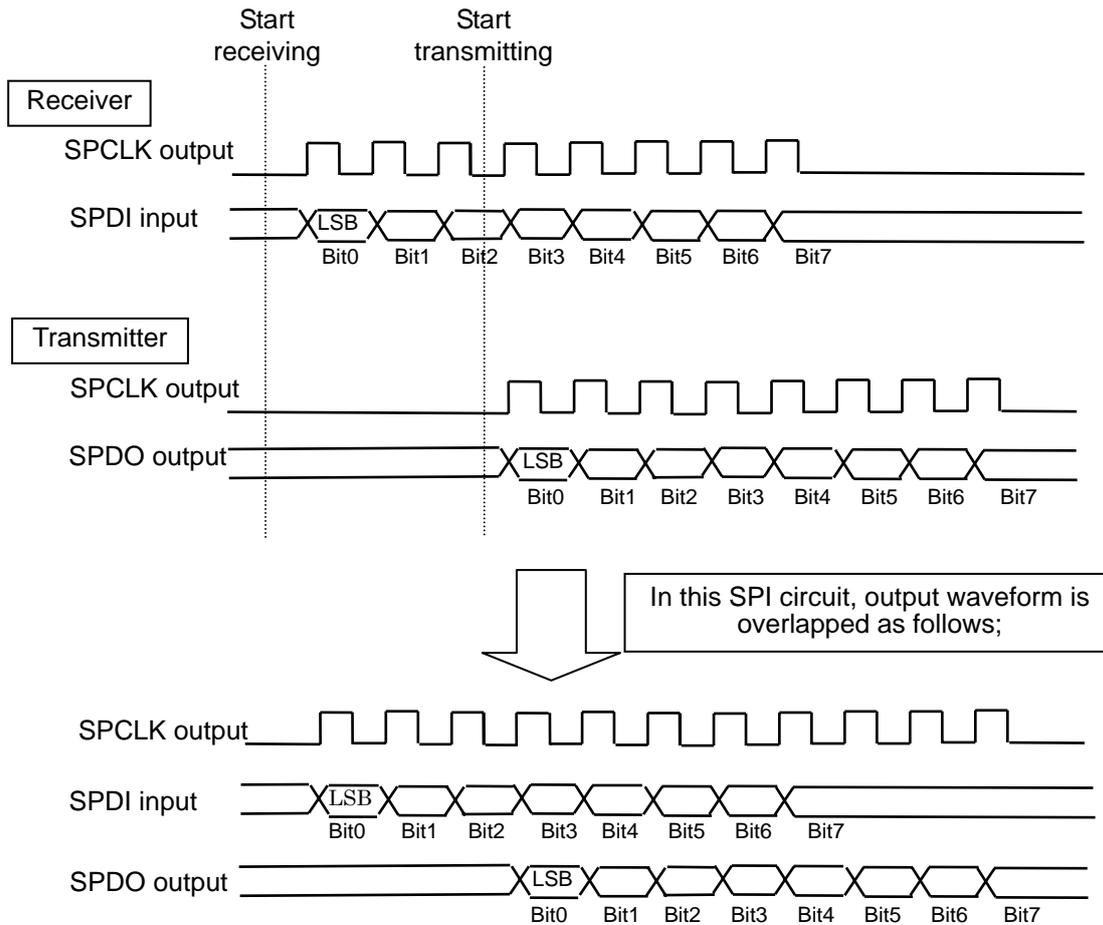 Start
receiving
Start
transmitting
Receiver
SPCLK output
SPDI input
LSB
Bit0 Bit1 Bit2 Bit3 Bit4 Bit5 Bit6 Bit7
Transmitter
SPCLK output
SPDO output
LSB
Bit0 Bit1 Bit2 Bit3 Bit4 Bit5 Bit6 Bit7
In this SPI circuit, output waveform is
overlapped as follows;
SPCLK output
SPDI input
LSB
Bit0 Bit1 Bit2 Bit3 Bit4 Bit5 Bit6 Bit7
SPDO output
LSB
Bit0 Bit1 Bit2 Bit3 Bit4 Bit5 Bit6 Bit7